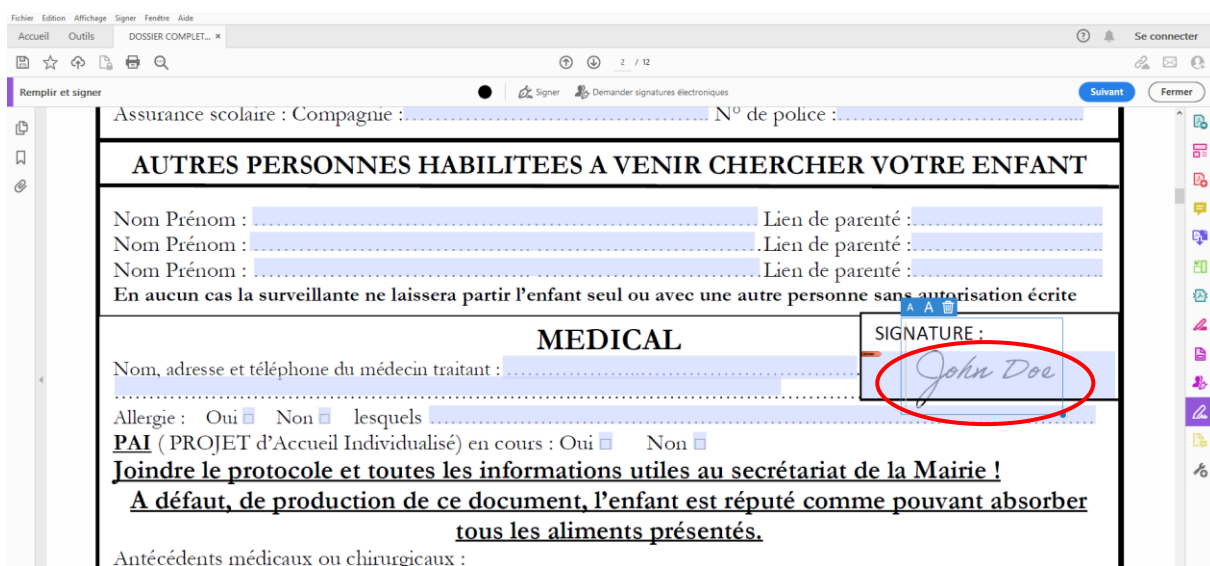 Fichier Edition Affichage Signer Fenêtre Aide
Accueil Outils DOSSIER COMPLET... × ? Se connecter
2 / 12
Remplir et signer Signer Demander signatures électroniques Suivant Fermer
Assurance scolaire : Compagnie :............................................... N° de police :......................................
AUTRES PERSONNES HABILITEES A VENIR CHERCHER VOTRE ENFANT
Nom Prénom : ............................................................................ Lien de parenté :.............................
Nom Prénom : ............................................................................Lien de parenté :.............................
Nom Prénom : ............................................................................Lien de parenté :.............................
En aucun cas la surveillante ne laissera partir l'enfant seul ou avec une autre personne sans autorisation écrite
A A
MEDICAL
SIGNATURE :
John Doe
Nom, adresse et téléphone du médecin traitant : ......................................................
....................................................................................................................
Allergie : Oui Non lesquels ....................................................................................
PAI ( PROJET d'Accueil Individualisé) en cours : Oui Non
Joindre le protocole et toutes les informations utiles au secrétariat de la Mairie !
A défaut, de production de ce document, l'enfant est réputé comme pouvant absorber
tous les aliments présentés.
Antécédents médicaux ou chirurgicaux :